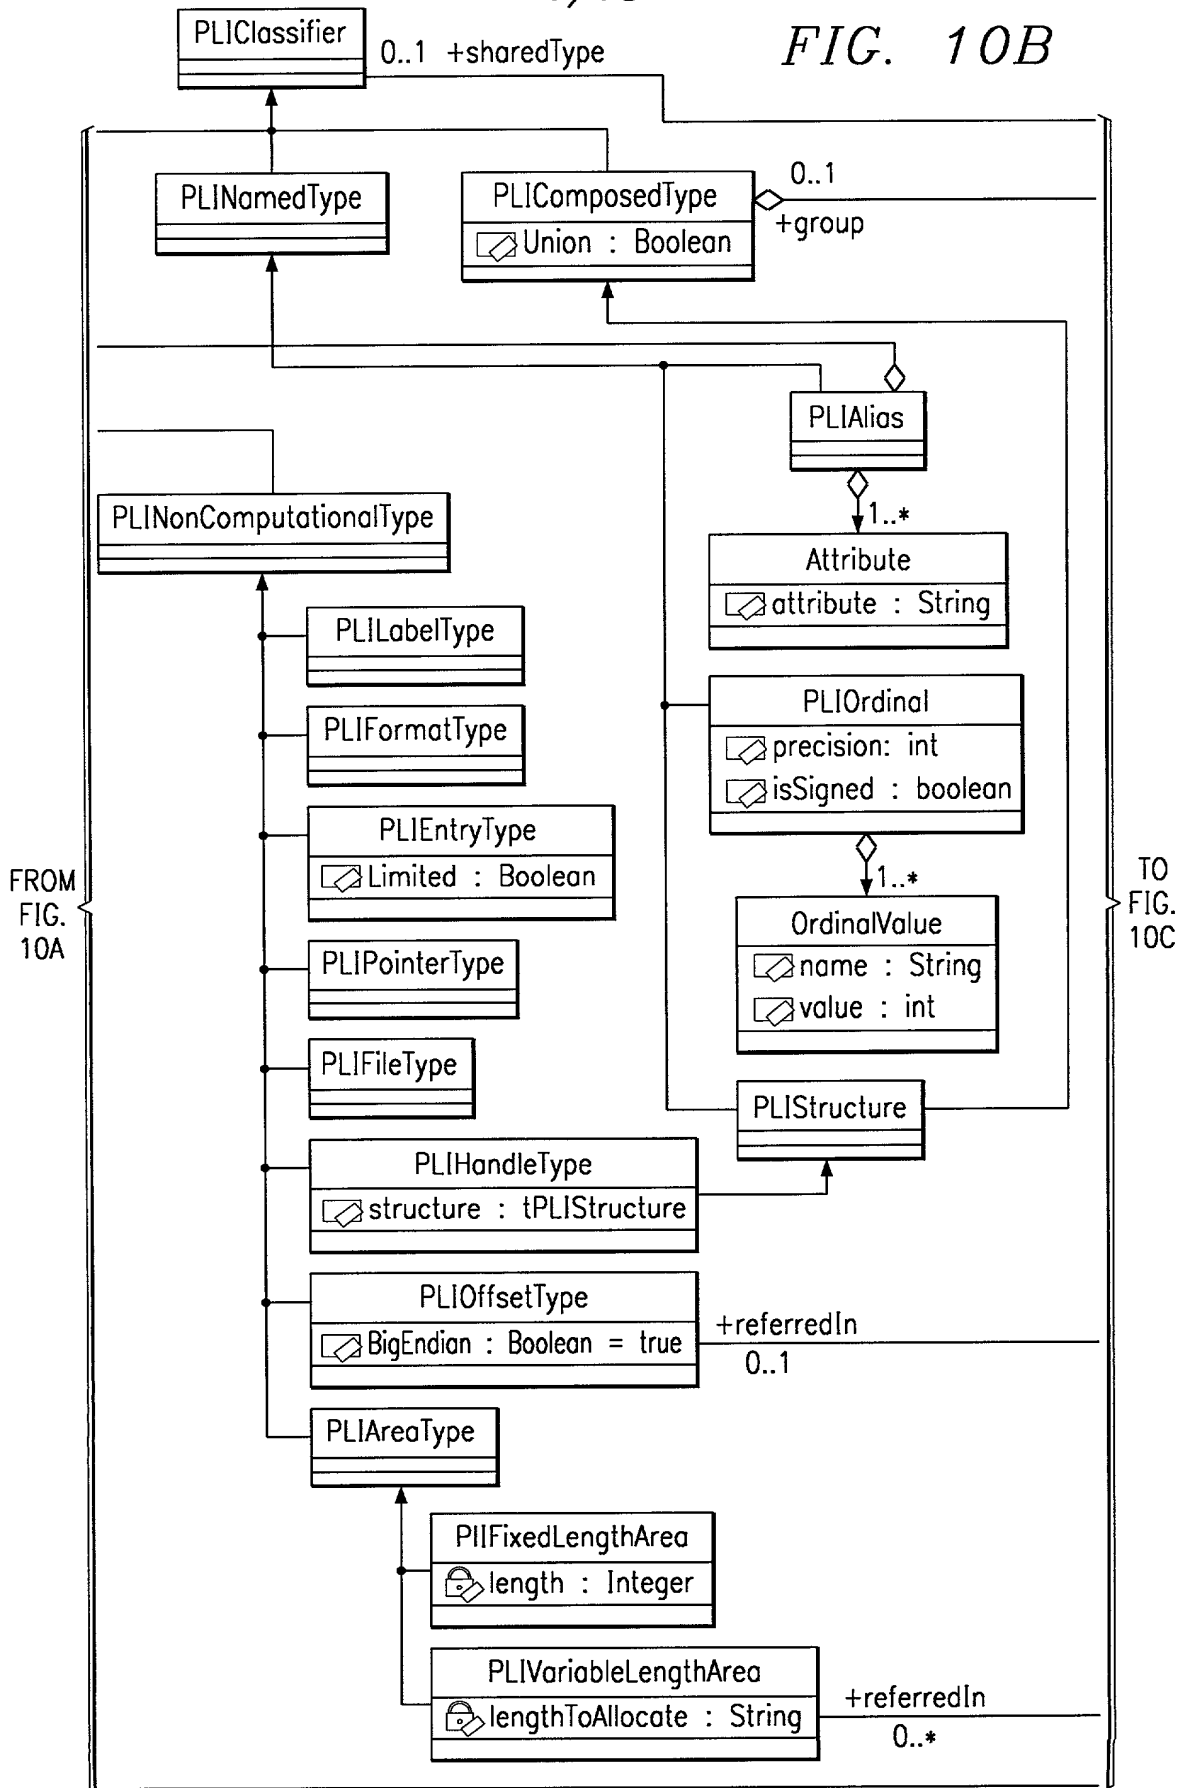 FIG. 10B
PLIClassifier
0..1 +sharedType
PLINamedType
PLIComposedType
Union : Boolean
0..1
+group
PLIAlias
1..*
PLINonComputationalType
Attribute
attribute : String
PLILabelType
PLIOrdinal
precision: int
isSigned : boolean
PLIFormatType
PLIEntryType
Limited : Boolean
1..*
FROM
FIG.
10A
TO
FIG.
10C
OrdinalValue
name : String
value : int
PLIPointerType
PLIFileType
PLIStructure
PLIHandleType
structure : tPLIStructure
PLIOffsetType
BigEndian : Boolean = true
+referredIn
0..1
PLIAreaType
PIIFixedLengthArea
length : Integer
PLIVariableLengthArea
lengthToAllocate : String
+referredIn
0..*